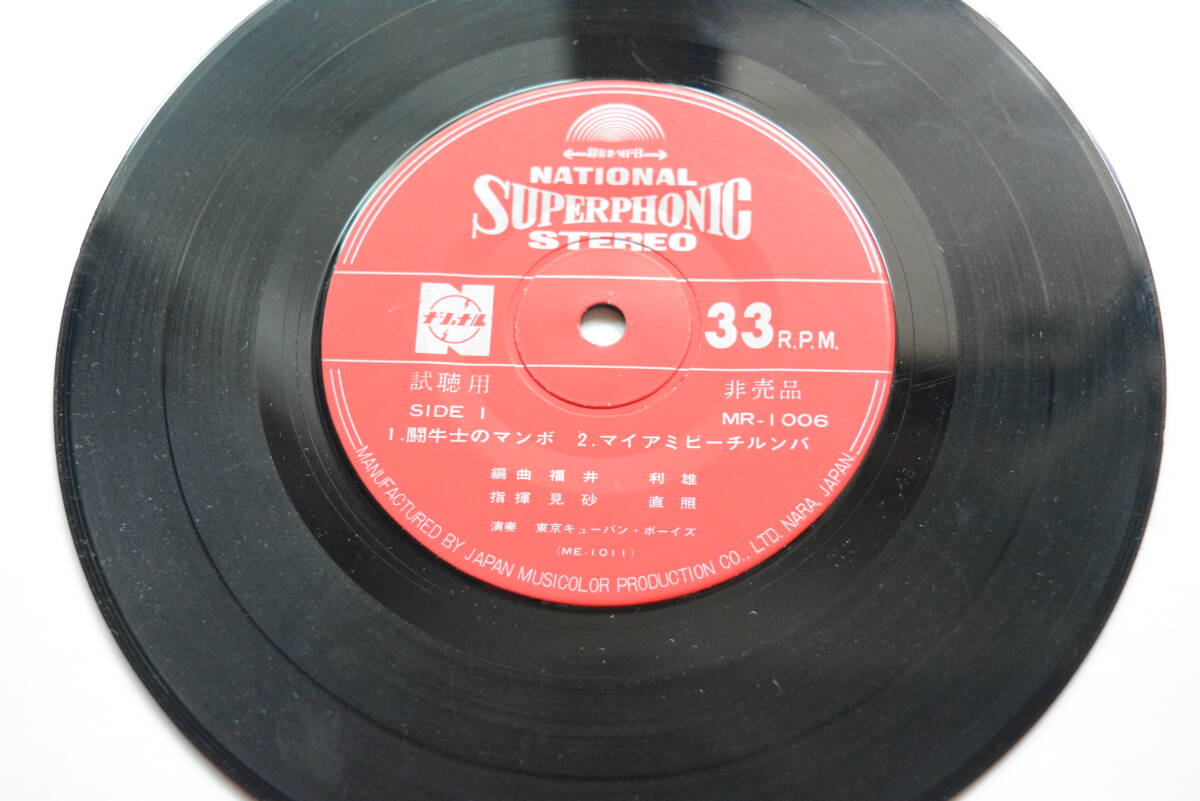 NATIONAL
SUPERPHONIC
STEREO
ナショナル
33 R.P.M.
試聴用
非売品
SIDE 1
MR-1006
1.闘牛士のマンボ 2.マイアミビーチルンバ
編曲 福井 利雄
指揮 見砂 直照
演奏 東京キューバン・ボーイズ
(ME-1011)
MANUFACTURED BY JAPAN MUSICOLOR PRODUCTION CO., LTD. NARA, JAPAN